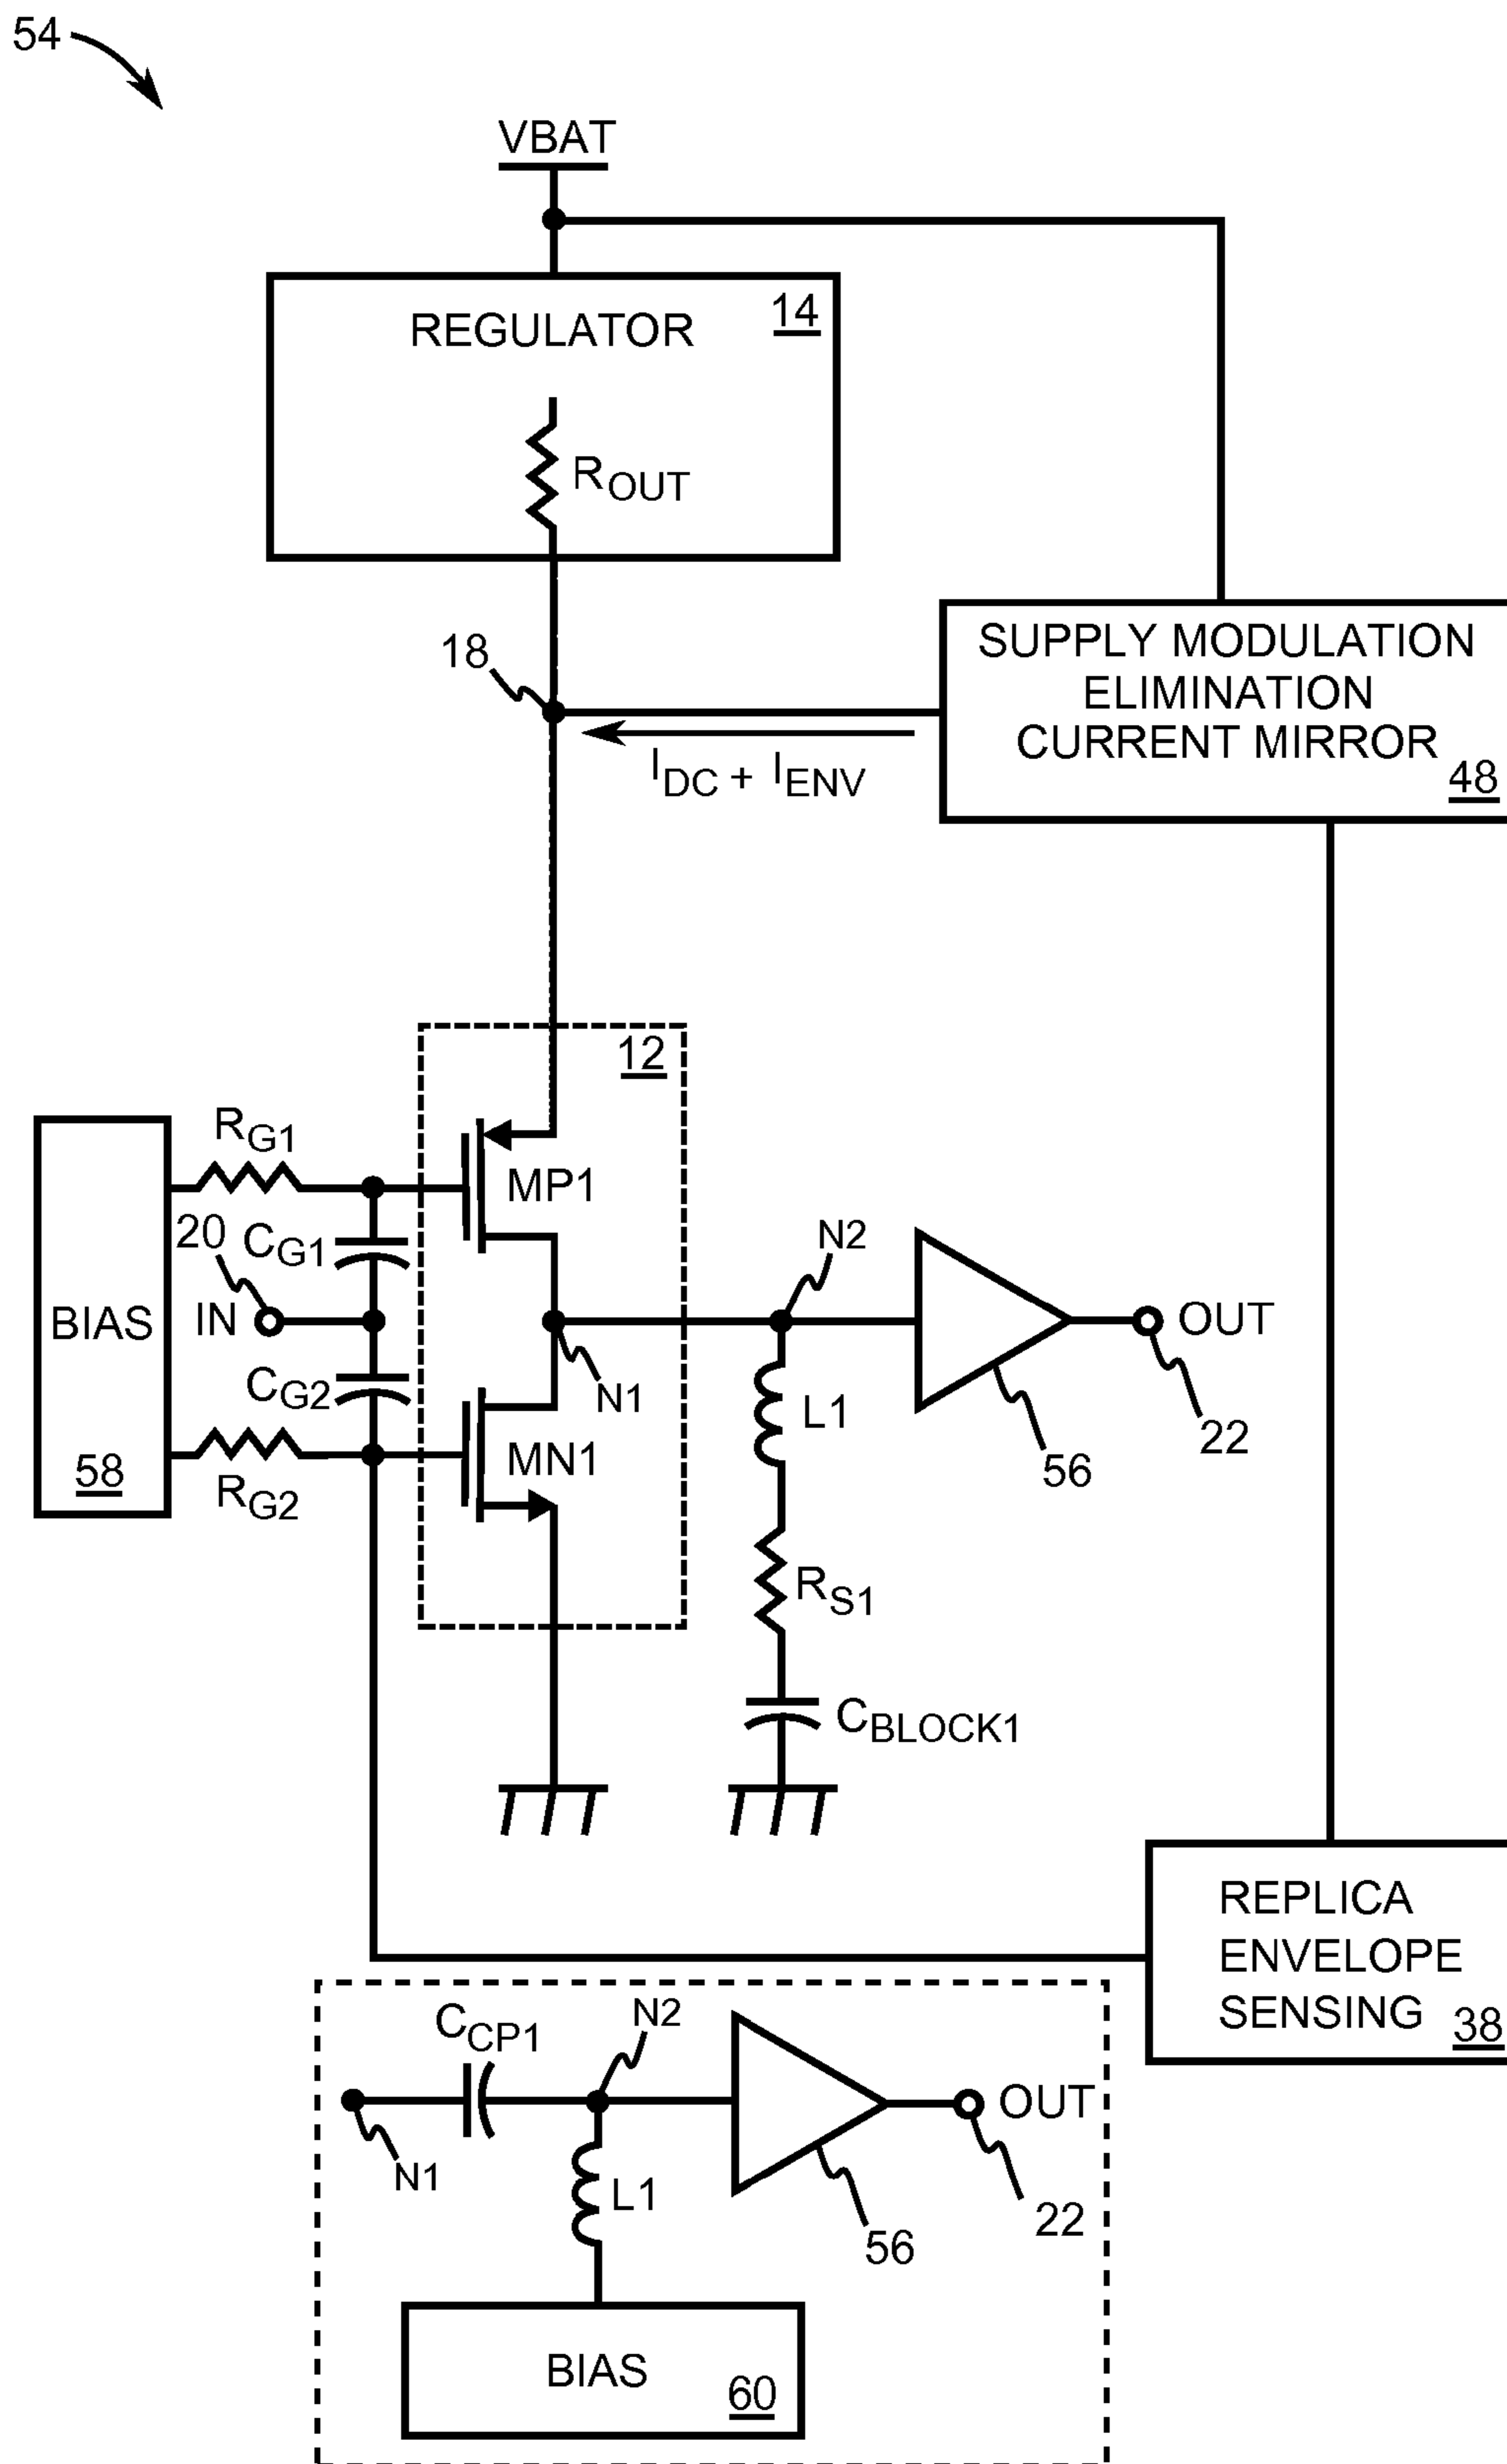 54
VBAT
REGULATOR
14
ROUT
18
SUPPLY MODULATION
ELIMINATION
CURRENT MIRROR
48
IDC + IENV
12
RG1
MP1
20
CG1
N2
IN
BIAS
OUT
CG2
N1
L1
22
58
MN1
56
RG2
RS1
CBLOCK1
REPLICA
ENVELOPE
SENSING
38
CCP1
N2
OUT
N1
L1
22
56
BIAS
60